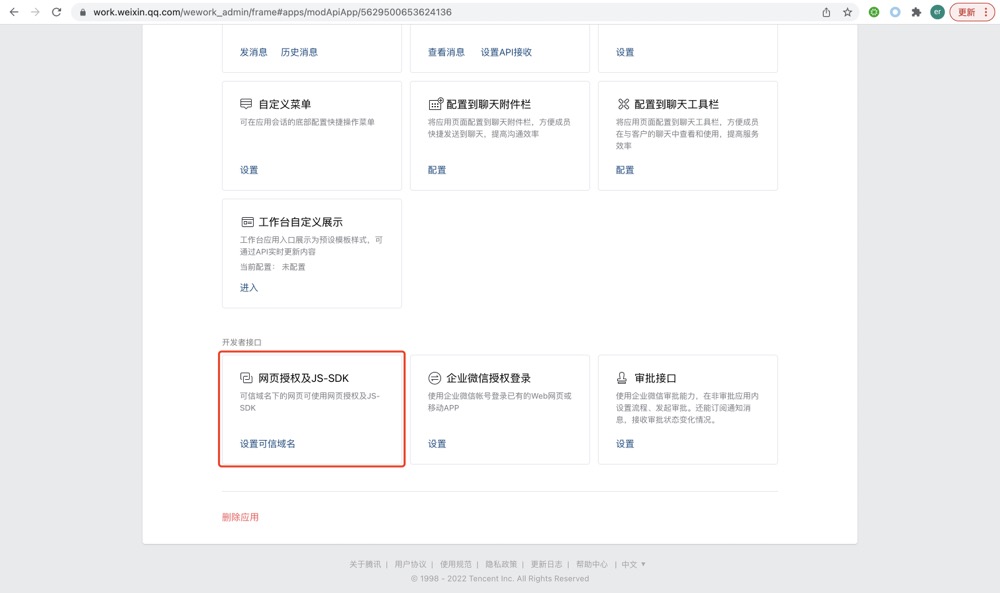 work.weixin.qq.com/wework_admin/frame#apps/modApiApp/5629500653624136
er
更新
发消息 历史消息
查看消息 设置API接收
设置
自定义菜单
可在应用会话的底部配置快捷操作菜单
设置
配置到聊天附件栏
将应用页面配置到聊天附件栏，方便成员
快捷发送到聊天，提高沟通效率
配置
配置到聊天工具栏
将应用页面配置到聊天工具栏，方便成员
在与客户的聊天中查看和使用，提高服务
效率
配置
工作台自定义展示
工作台应用入口展示为预设模板样式，可
通过API实时更新内容
当前配置： 未配置
进入
开发者接口
网页授权及JS-SDK
可信域名下的网页可使用网页授权及JS-
SDK
设置可信域名
企业微信授权登录
使用企业微信帐号登录已有的Web网页或
移动APP
设置
审批接口
使用企业微信审批能力，在非审批应用内
设置流程、发起审批。还能订阅通知消
息，接收审批状态变化情况。
设置
删除应用
关于腾讯 | 用户协议 | 使用规范 | 隐私政策 | 更新日志 | 帮助中心 | 中文
© 1998 - 2022 Tencent Inc. All Rights Reserved